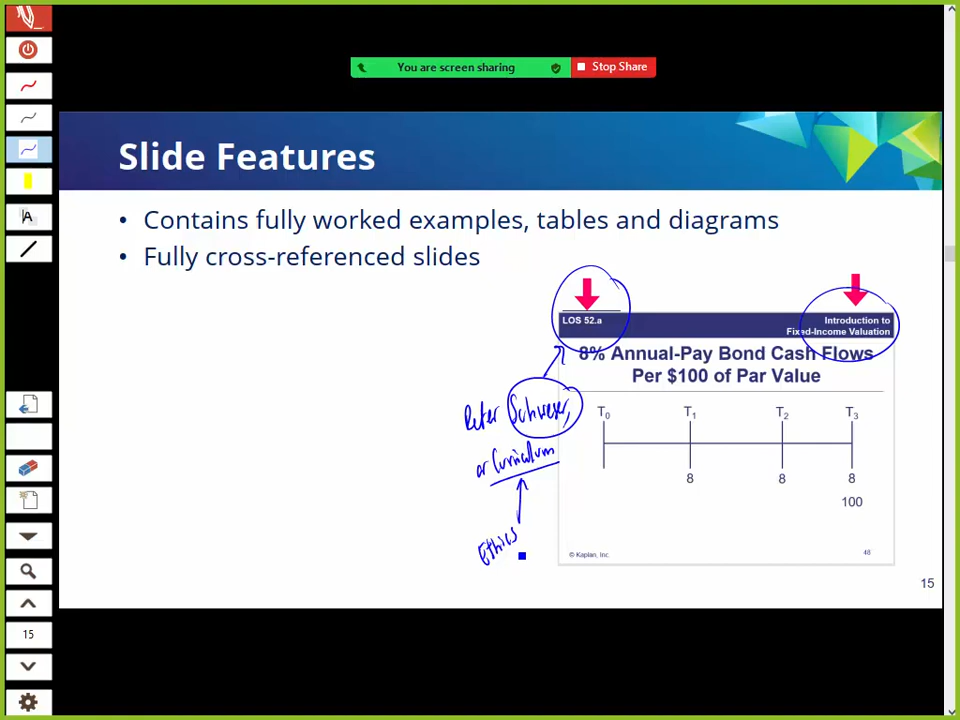 You are screen sharing
Stop Share
Slide Features
• Contains fully worked examples, tables and diagrams
• Fully cross-referenced slides
LOS 52.a
Introduction to
Fixed-Income Valuation
8% Annual-Pay Bond Cash Flows
Per $100 of Par Value
T0 T1 T2 T3
8 8 8
100
© Kaplan, Inc.
48
Schweser,
or Curriculum
Ethics
15
A
15